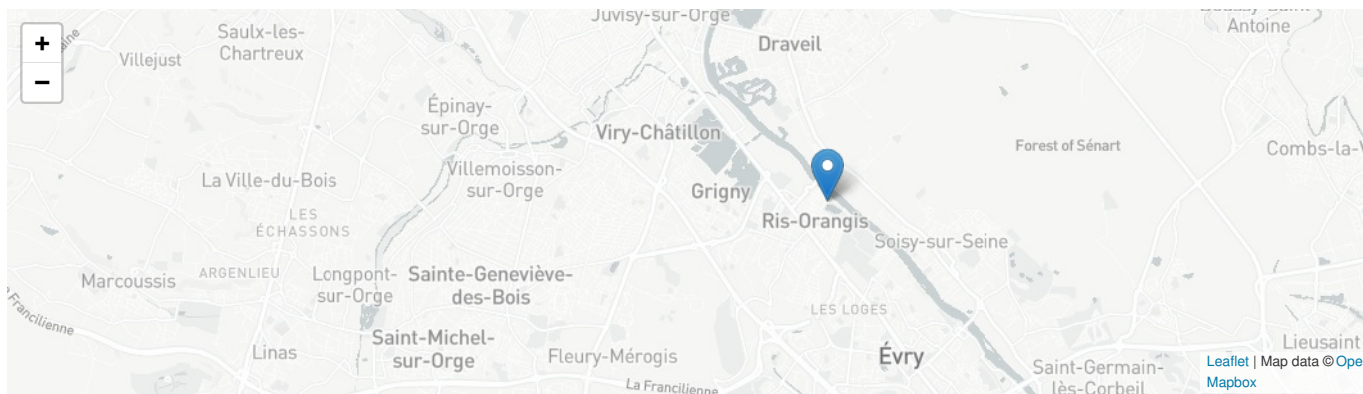 Juvisy-sur-Orge
Antoine
+
Saulx-les-
Chartreux
Draveil
Villejust
−
Épinay-
sur-Orge
Viry-Châtillon
Forest of Sénart
Combs-la-V
Villemoisson-
sur-Orge
La Ville-du-Bois
Grigny
LES
ÉCHASSONS
Ris-Orangis
Soisy-sur-Seine
Marcoussis
ARGENLIEU
Longpont-
sur-Orge
Sainte-Geneviève-
des-Bois
La Francilienne
LES LOGES
Saint-Michel-
sur-Orge
Linas
Fleury-Mérogis
Évry
Lieusaint
Saint-Germain-
lès-Corbeil
La Francilienne
Leaflet | Map data © Ope
Mapbox